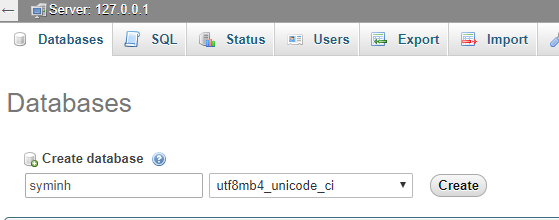 Server: 127.0.0.1
Databases SQL Status Users Export Import
Databases
Create database
syminh utf8mb4_unicode_ci Create